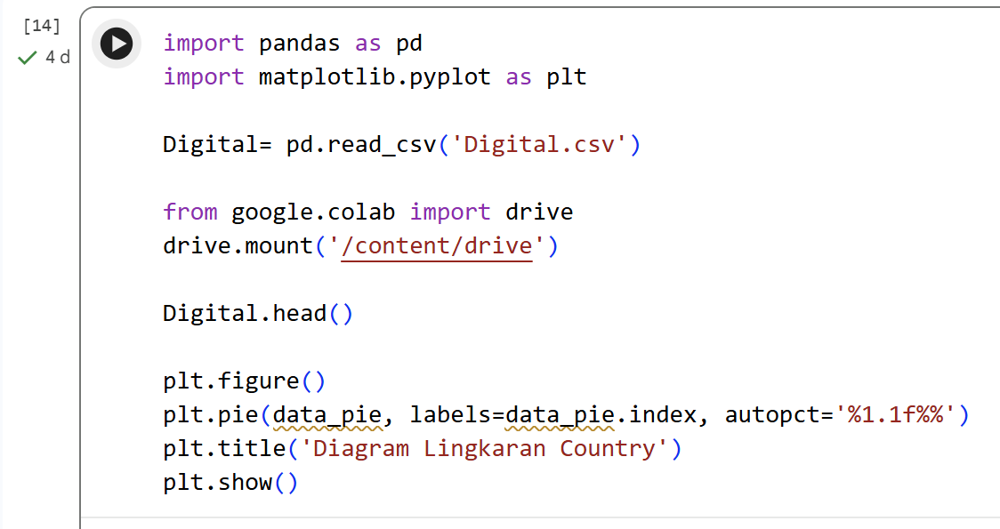 [14]
4 d
import pandas as pd
import matplotlib.pyplot as plt
Digital= pd.read_csv('Digital.csv')
from google.colab import drive
drive.mount('/content/drive')
Digital.head()
plt.figure()
plt.pie(data_pie, labels=data_pie.index, autopct='%1.1f%%')
plt.title('Diagram Lingkaran Country')
plt.show()